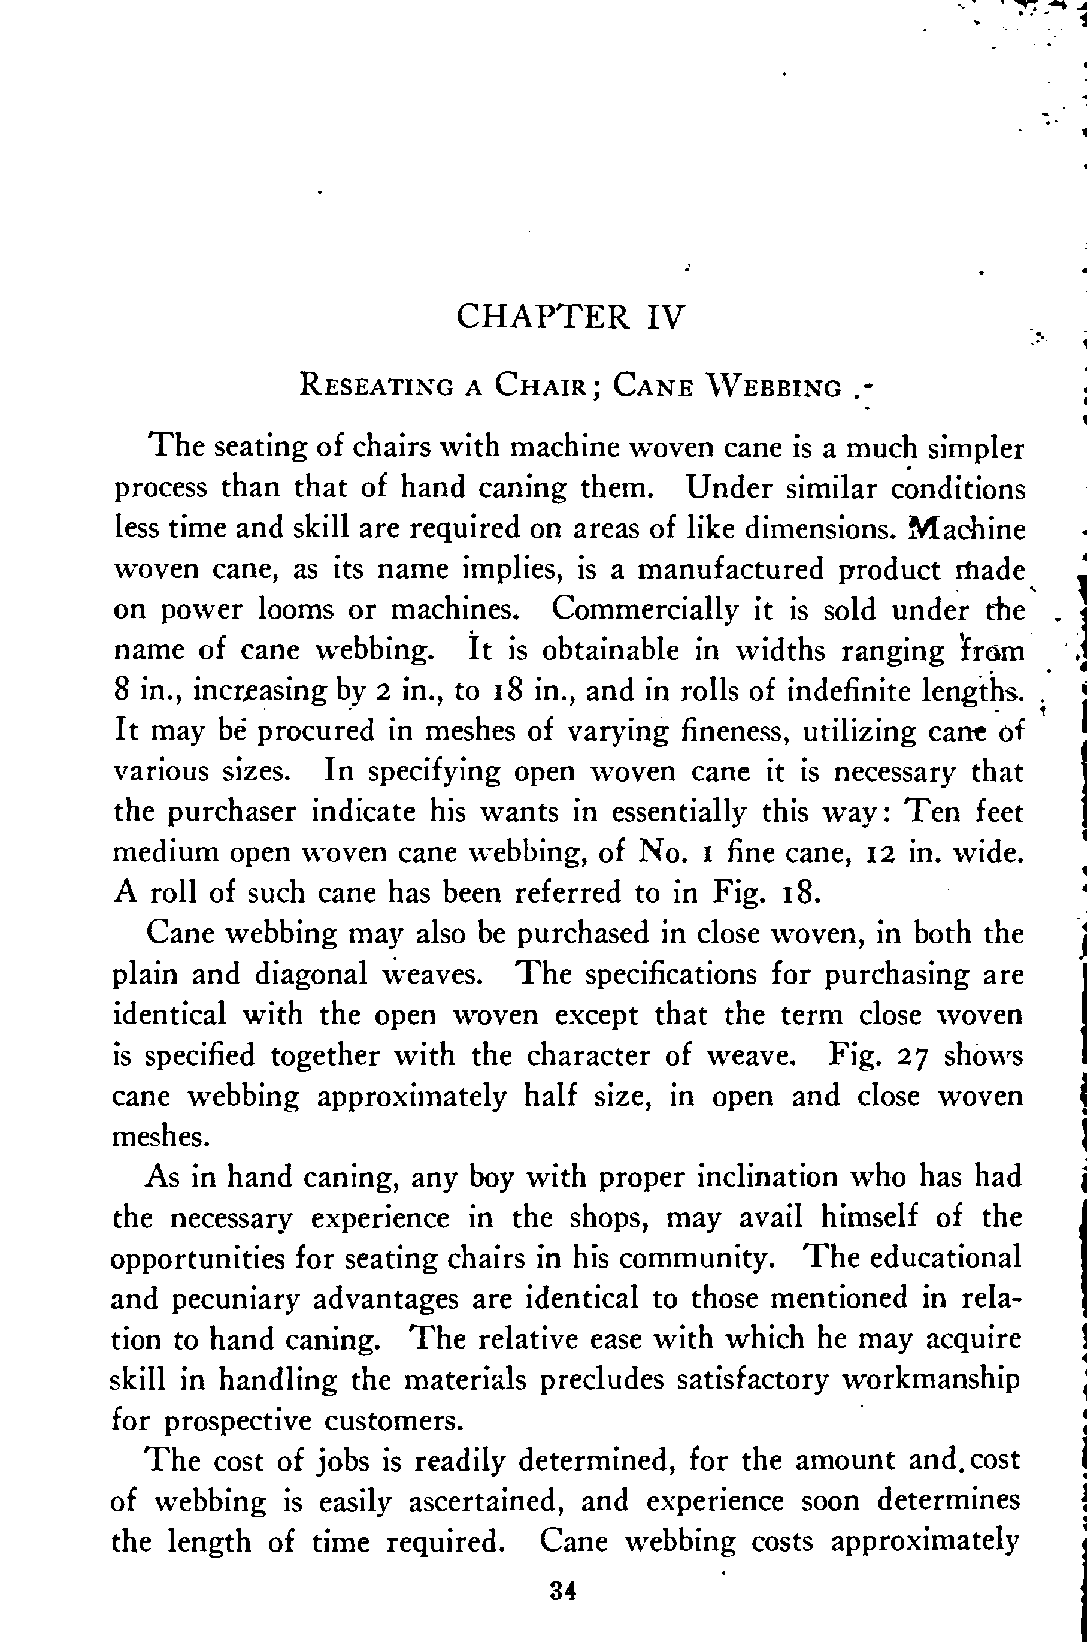 CHAPTER IV
RESEATING A CHAIR; CANE WEBBING
The seating of chairs with machine woven cane is a much simpler
process than that of hand caning them. Under similar conditions
less time and skill are required on areas of like dimensions. Machine
woven cane, as its name implies, is a manufactured product made
on power looms or machines. Commercially it is sold under the
name of cane webbing. It is obtainable in widths ranging from
8 in., increasing by 2 in., to 18 in., and in rolls of indefinite lengths.
It may be procured in meshes of varying fineness, utilizing cane of
various sizes. In specifying open woven cane it is necessary that
the purchaser indicate his wants in essentially this way: Ten feet
medium open woven cane webbing, of No. 1 fine cane, 12 in. wide.
A roll of such cane has been referred to in Fig. 18.
Cane webbing may also be purchased in close woven, in both the
plain and diagonal weaves. The specifications for purchasing are
identical with the open woven except that the term close woven
is specified together with the character of weave. Fig. 27 shows
cane webbing approximately half size, in open and close woven
meshes.
As in hand caning, any boy with proper inclination who has had
the necessary experience in the shops, may avail himself of the
opportunities for seating chairs in his community. The educational
and pecuniary advantages are identical to those mentioned in rela-
tion to hand caning. The relative ease with which he may acquire
skill in handling the materials precludes satisfactory workmanship
for prospective customers.
The cost of jobs is readily determined, for the amount and cost
of webbing is easily ascertained, and experience soon determines
the length of time required. Cane webbing costs approximately
34